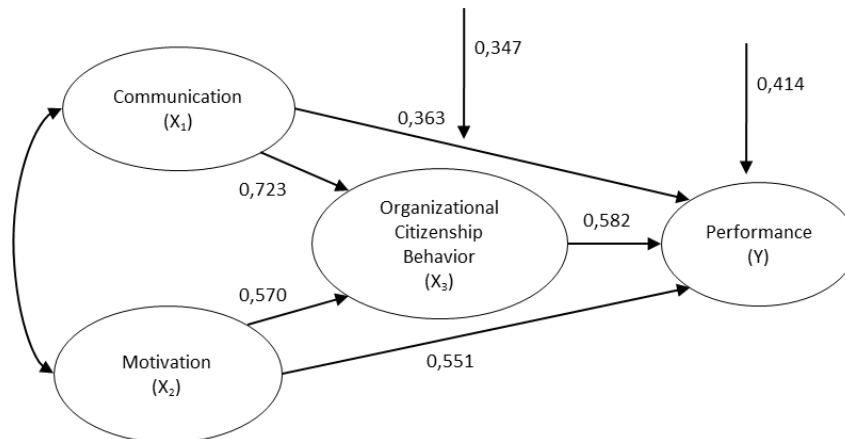 0,347
0,414
Communication
(X₁)
0,363
0,723
Organizational
Citizenship
Behavior
(X₃)
0,582
Performance
(Y)
0,570
0,551
Motivation
(X₂)